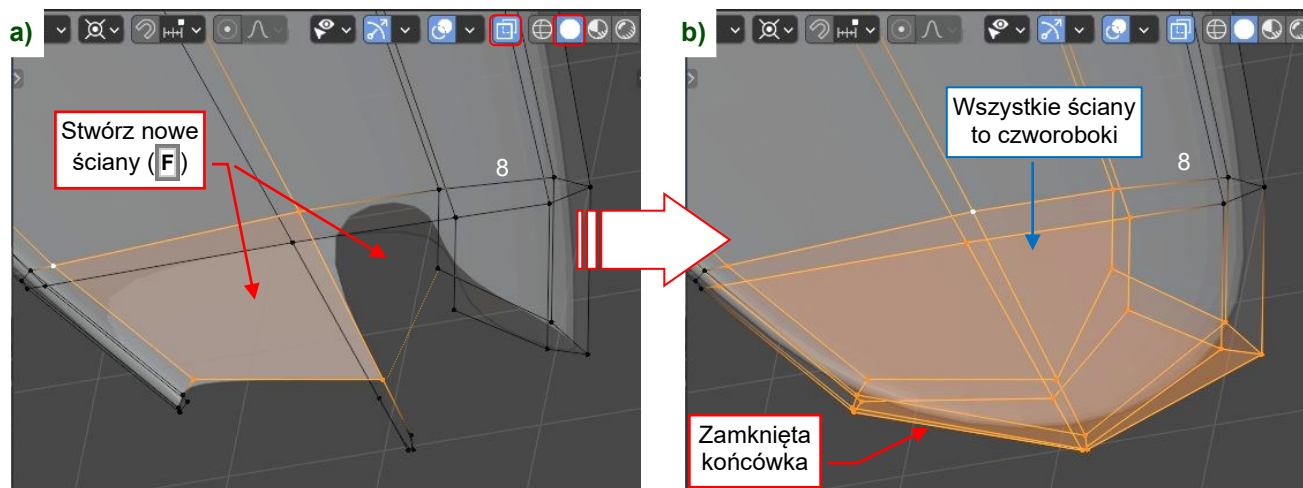 a)
b)
Stwórz nowe
ściany (F)
8
Wszystkie ściany
to czworoboki
8
Zamknięta
końcówka